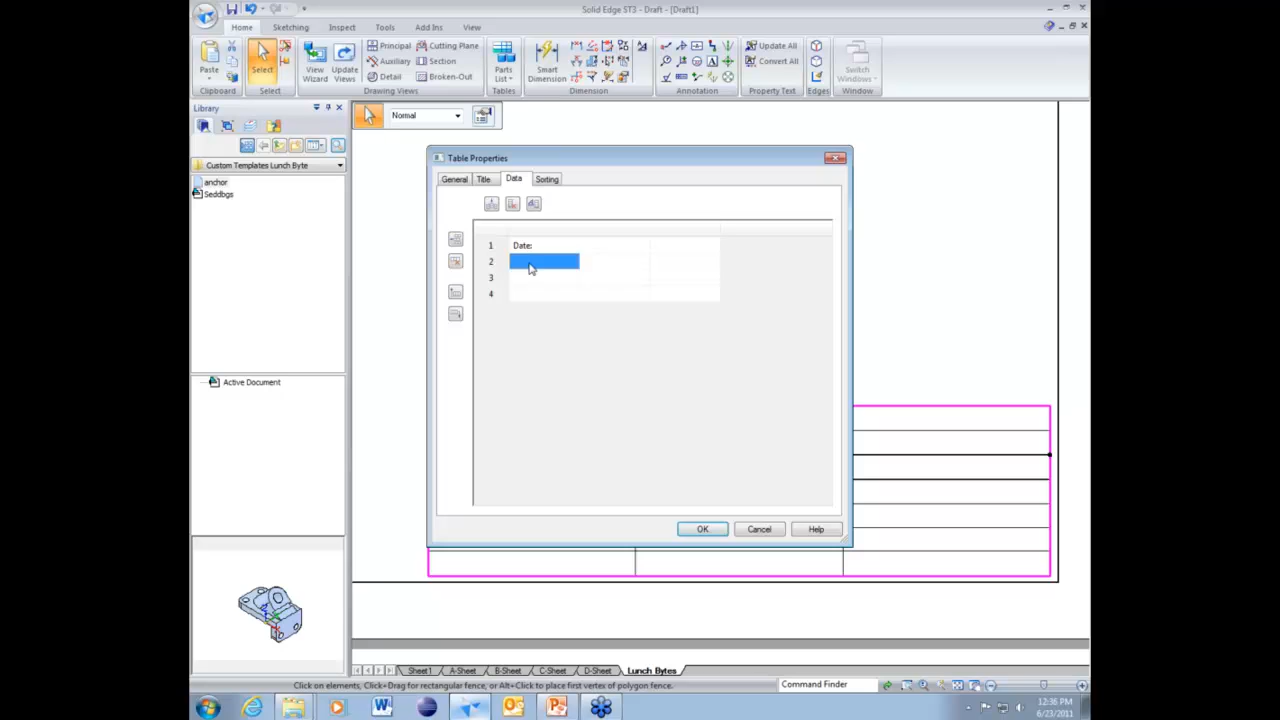 Solid Edge ST3 - Draft - [Draft1]
Home Sketching Inspect Tools Add Ins View
Paste
Clipboard
Select
Select
View Wizard
Update Views
Principal
Auxiliary
Detail
Cutting Plane
Section
Broken-Out
Drawing Views
Parts List
Tables
Smart Dimension
Dimension
Annotation
Update All
Convert All
Property Text
Edges
Switch Windows
Window
Library
Normal
Custom Templates Lunch Byte
anchor
Seddbgs
Active Document
Table Properties
General Title Data Sorting
1 Date:
2
3
4
OK Cancel Help
Sheet1 A-Sheet B-Sheet C-Sheet D-Sheet Lunch Bytes
Click on elements, Click+Drag for rectangular fence, or Alt+Click to place first vertex of polygon fence.
Command Finder
12:36 PM
6/23/2011